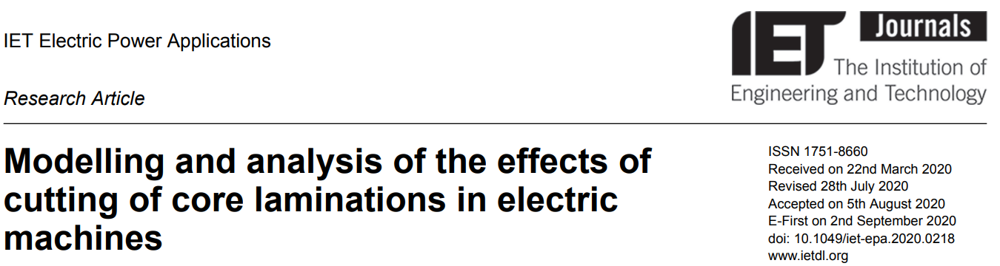 IET Electric Power Applications
Research Article
IET Journals
The Institution of
Engineering and Technology
Modelling and analysis of the effects of
cutting of core laminations in electric
machines
ISSN 1751-8660
Received on 22nd March 2020
Revised 28th July 2020
Accepted on 5th August 2020
E-First on 2nd September 2020
doi: 10.1049/iet-epa.2020.0218
www.ietdl.org